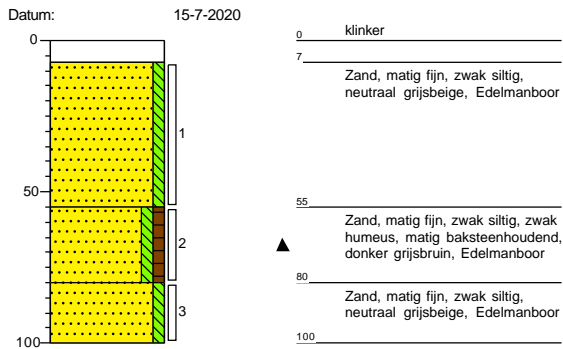 Datum: 15-7-2020
0
50
100
1
2
3
0 klinker
7
Zand, matig fijn, zwak siltig,
neutraal grijsbeige, Edelmanboor
55
Zand, matig fijn, zwak siltig, zwak
humeus, matig baksteenhoudend,
donker grijsbruin, Edelmanboor
80
Zand, matig fijn, zwak siltig,
neutraal grijsbeige, Edelmanboor
100